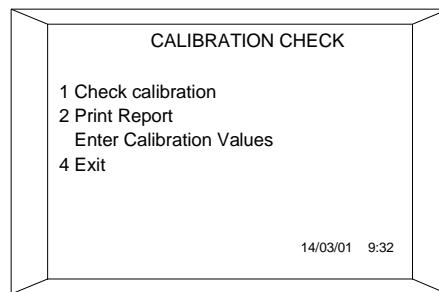 CALIBRATION CHECK
1 Check calibration
2 Print Report
Enter Calibration Values
4 Exit
14/03/01 9:32